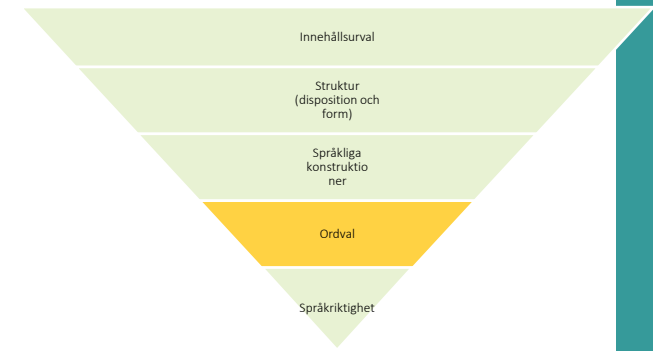 Innehållsurval
Struktur
(disposition och
form)
Språkliga
konstruktio
ner
Ordval
Språkriktighet